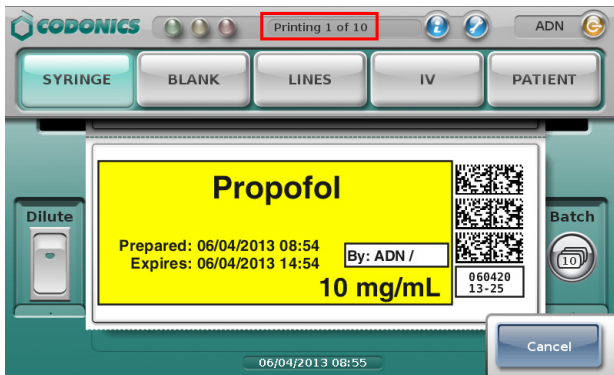 CODONICS
Printing 1 of 10
ADN
SYRINGE
BLANK
LINES
IV
PATIENT
Propofol
Dilute
Batch
10
Prepared: 06/04/2013 08:54
Expires: 06/04/2013 14:54
By: ADN /
10 mg/mL
060420
13-25
Cancel
06/04/2013 08:55